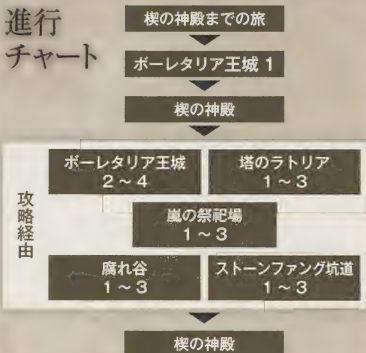 進行
チャート
楔の神殿までの旅
ボーレタリア王城 1
楔の神殿
攻略経由
ボーレタリア王城
2～4
塔のラトリア
1～3
嵐の祭祀場
1～3
腐れ谷
1～3
ストーンファング坑道
1～3
楔の神殿